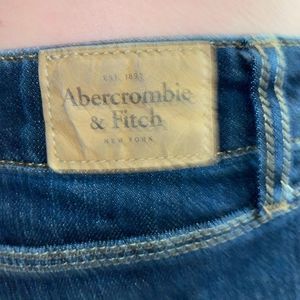 EST. 1892
Abercrombie
& Fitch
NEW YORK